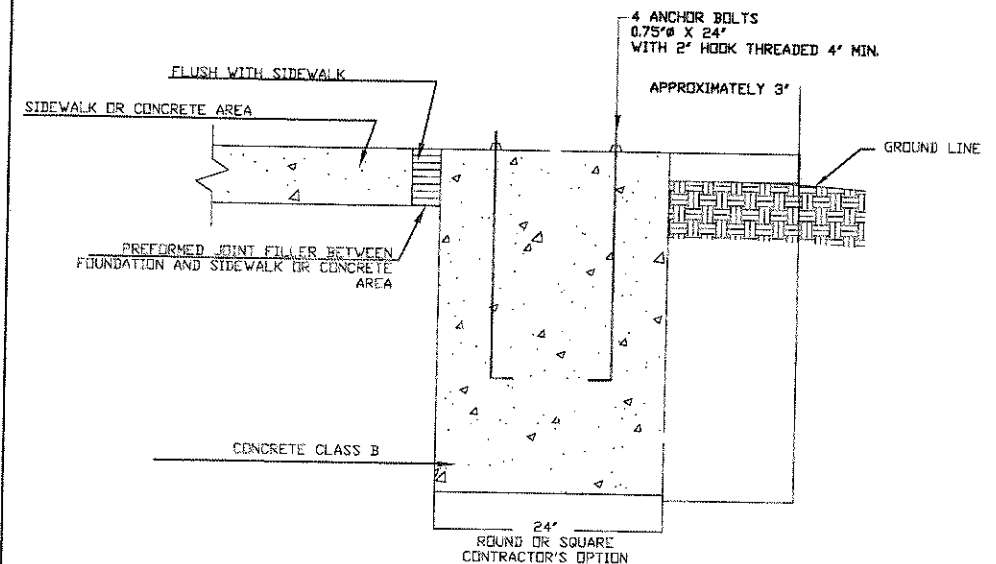 4 ANCHOR BOLTS
0.75"ø X 24"
WITH 2" HOOK THREADED 4" MIN.
FLUSH WITH SIDEWALK
APPROXIMATELY 3"
SIDEWALK OR CONCRETE AREA
GROUND LINE
PREFORMED JOINT FILLER BETWEEN
FOUNDATION AND SIDEWALK OR CONCRETE
AREA
CONCRETE CLASS B
24"
ROUND OR SQUARE
CONTRACTOR'S OPTION